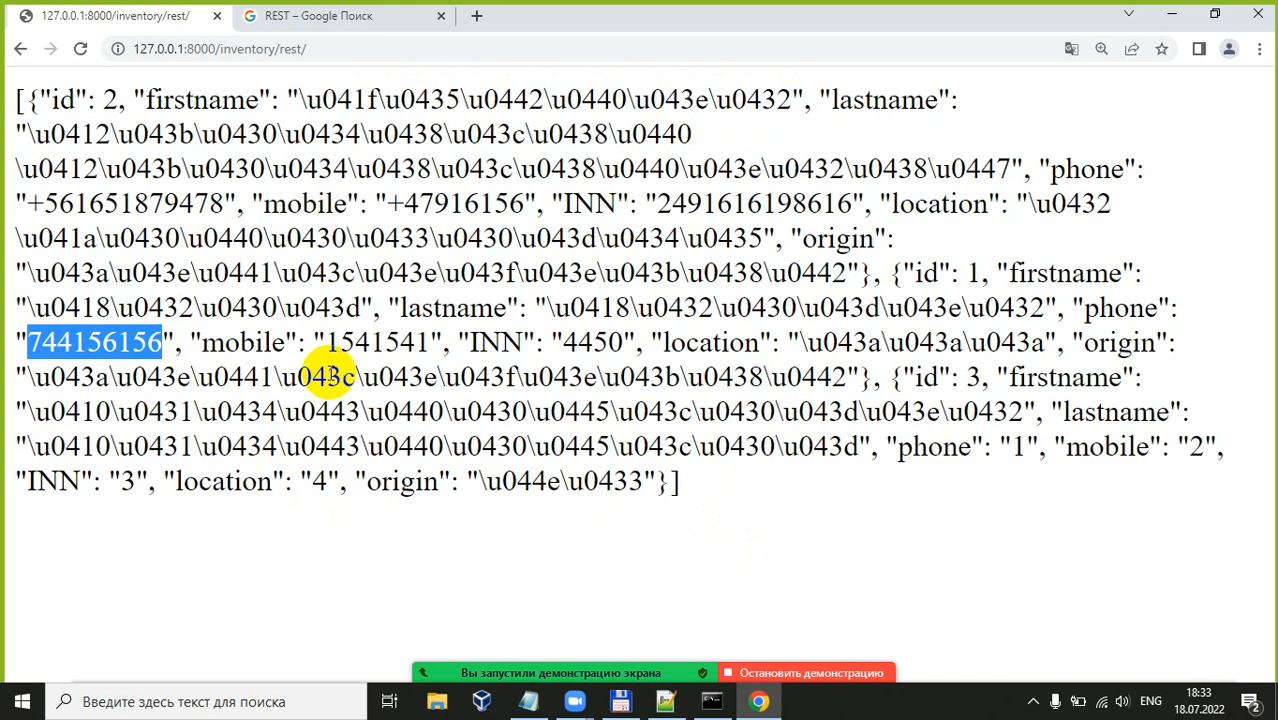 127.0.0.1:8000/inventory/rest/
REST – Google Поиск
127.0.0.1:8000/inventory/rest/
[{"id": 2, "firstname": "\u041f\u0435\u0442\u0440\u043e\u0432", "lastname":
"\u0412\u043b\u0430\u0434\u0438\u043c\u0438\u0440
\u0412\u043b\u0430\u0434\u0438\u043c\u0438\u0440\u043e\u0432\u0438\u0447", "phone":
"+561651879478", "mobile": "+47916156", "INN": "2491616198616", "location": "\u0432
\u041a\u0430\u0440\u0430\u0433\u0430\u043d\u0434\u0435", "origin":
"\u043a\u043e\u0441\u043c\u043e\u043f\u043e\u043b\u0438\u0442"}, {"id": 1, "firstname":
"\u0418\u0432\u0430\u043d", "lastname": "\u0418\u0432\u0430\u043d\u043e\u0432", "phone":
"744156156", "mobile": "1541541", "INN": "4450", "location": "\u043a\u043a\u043a", "origin":
"\u043a\u043e\u0441\u043c\u043e\u043f\u043e\u043b\u0438\u0442"}, {"id": 3, "firstname":
"\u0410\u0431\u0434\u0443\u0440\u0430\u0445\u043c\u0430\u043d\u043e\u0432", "lastname":
"\u0410\u0431\u0434\u0443\u0440\u0430\u0445\u043c\u0430\u043d", "phone": "1", "mobile": "2",
"INN": "3", "location": "4", "origin": "\u044e\u0433"}]
Вы запустили демонстрацию экрана
Остановить демонстрацию
Введите здесь текст для поиска
ENG
18:33
18.07.2022
2